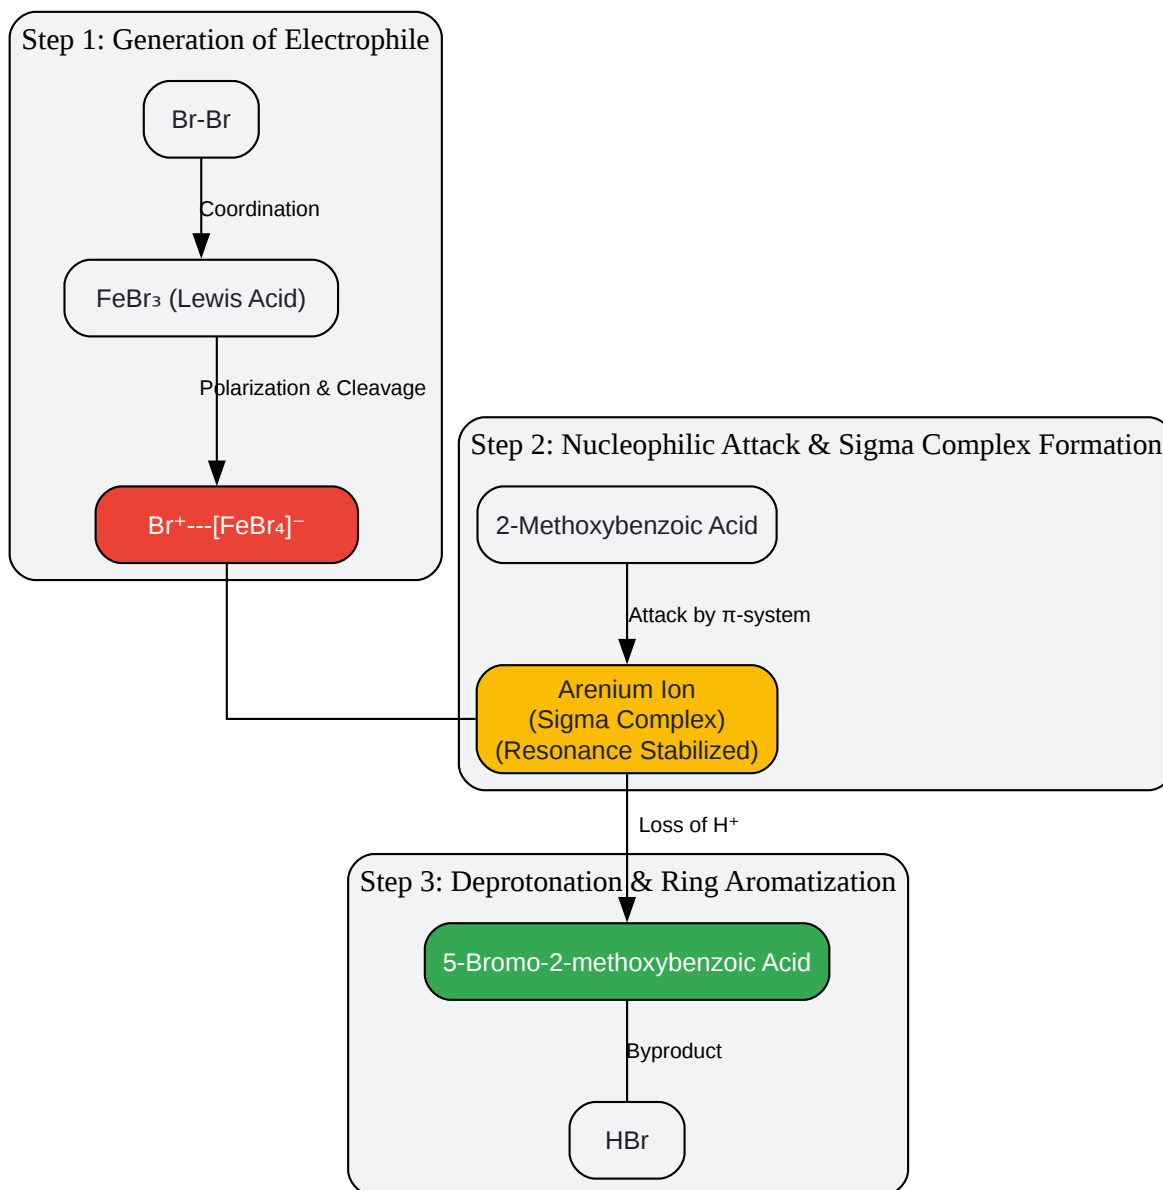 Step 1: Generation of Electrophile
Br-Br
Coordination
FeBr₃ (Lewis Acid)
Polarization & Cleavage
Br⁺---[FeBr₄]⁻
Step 2: Nucleophilic Attack & Sigma Complex Formation
2-Methoxybenzoic Acid
Attack by π-system
Arenium Ion
(Sigma Complex)
(Resonance Stabilized)
Loss of H⁺
Step 3: Deprotonation & Ring Aromatization
5-Bromo-2-methoxybenzoic Acid
Byproduct
HBr